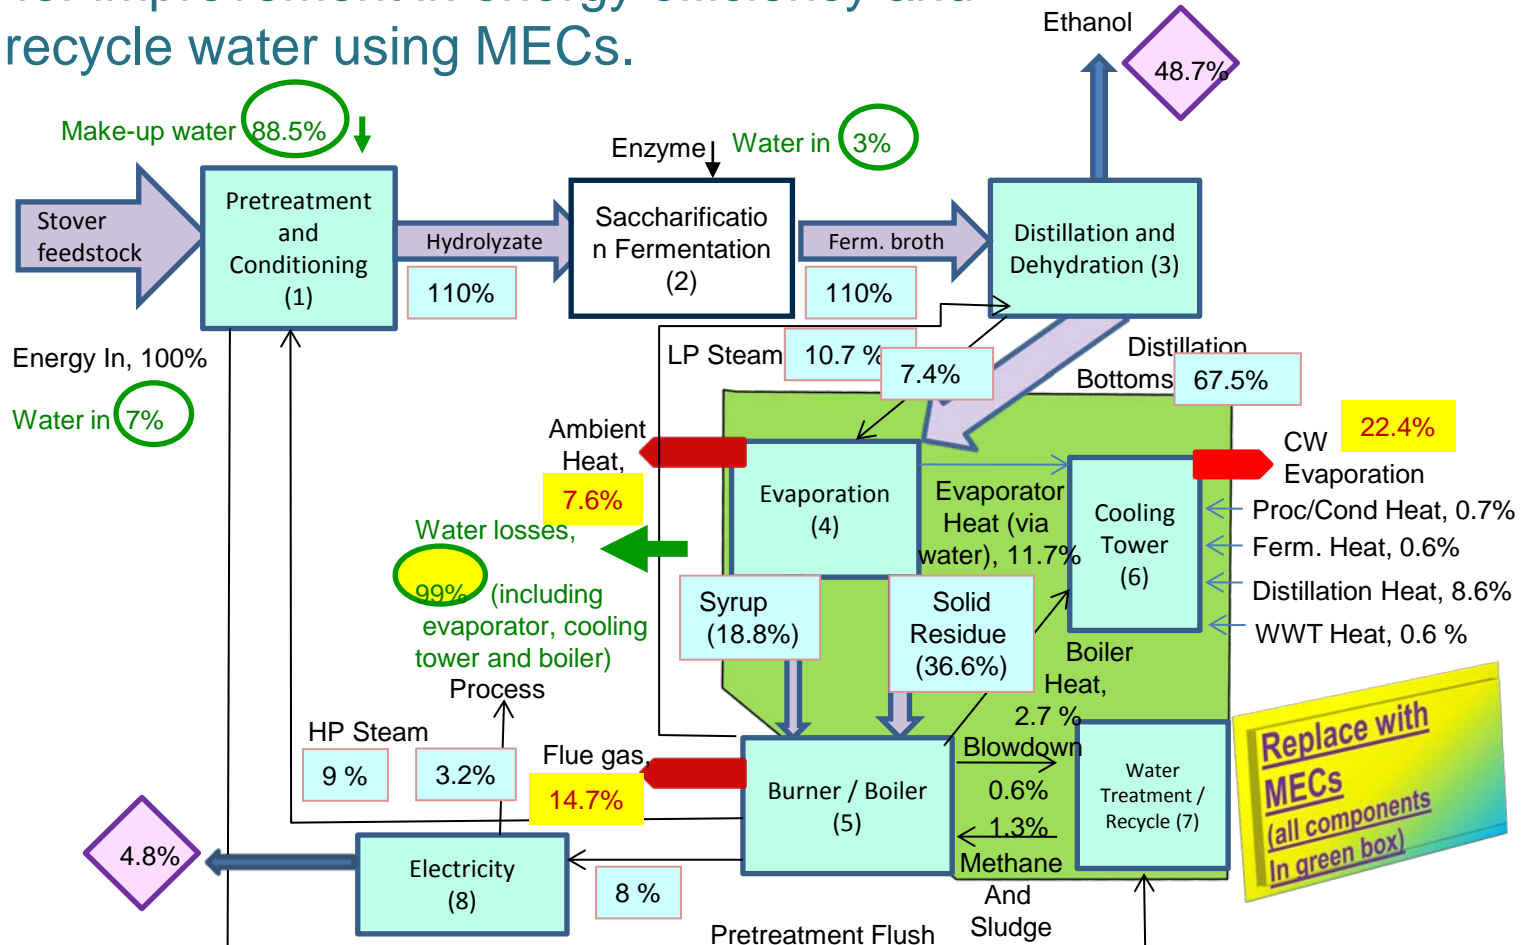 for improvement in energy efficiency and
recycle water using MECs.
Ethanol
48.7%
Make-up water 88.5%
Enzyme
Water in 3%
Stover
feedstock
Pretreatment
and
Conditioning
(1)
Hydrolyzate
110%
Saccharificatio
n Fermentation
(2)
Ferm. broth
110%
Distillation and
Dehydration (3)
Energy In, 100%
Water in 7%
LP Steam
10.7 %
7.4%
Distillation
Bottoms
67.5%
Ambient
Heat,
7.6%
Evaporation
(4)
Evaporator
Heat (via
water), 11.7%
Cooling
Tower
(6)
CW
Evaporation
22.4%
Proc/Cond Heat, 0.7%
Ferm. Heat, 0.6%
Distillation Heat, 8.6%
WWT Heat, 0.6 %
Water losses,
99% (including
evaporator, cooling
tower and boiler)
Syrup
(18.8%)
Solid
Residue
(36.6%)
Boiler
Heat,
2.7 %
Process
HP Steam
9 %
3.2%
Flue gas,
14.7%
Burner / Boiler
(5)
Blowdown
0.6%
1.3%
Methane
And
Sludge
Water
Treatment /
Recycle (7)
Replace with
MECs
(all components
In green box)
4.8%
Electricity
(8)
8 %
Pretreatment Flush